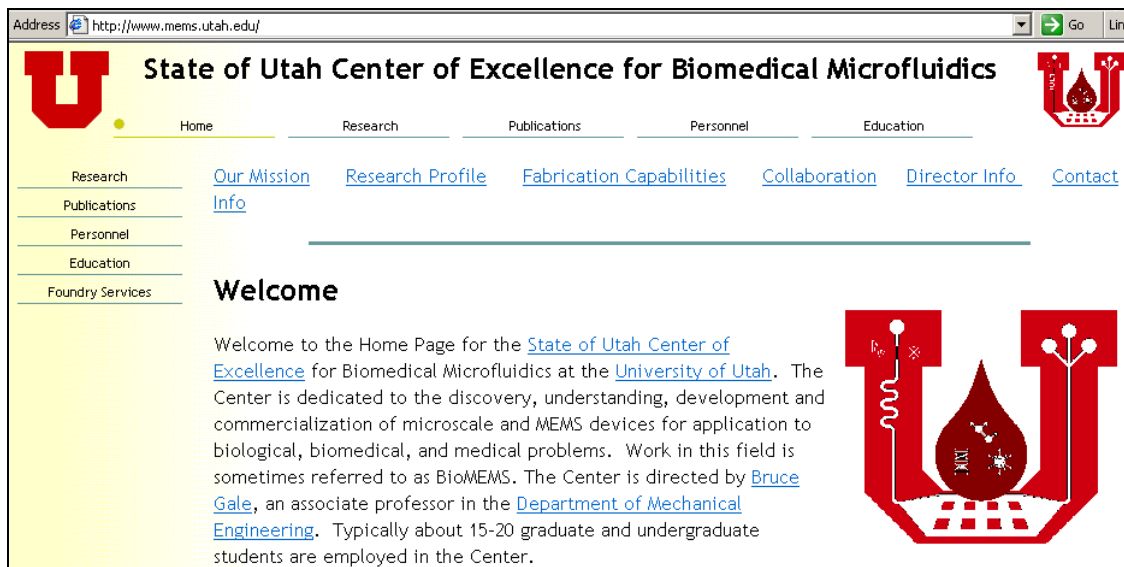 Address http://www.mems.utah.edu/ Go
State of Utah Center of Excellence for Biomedical Microfluidics
Home Research Publications Personnel Education
Research
Publications
Personnel
Education
Foundry Services
Our Mission Research Profile Fabrication Capabilities Collaboration Director Info Contact
Info
Welcome
Welcome to the Home Page for the State of Utah Center of
Excellence for Biomedical Microfluidics at the University of Utah. The
Center is dedicated to the discovery, understanding, development and
commercialization of microscale and MEMS devices for application to
biological, biomedical, and medical problems. Work in this field is
sometimes referred to as BioMEMS. The Center is directed by Bruce
Gale, an associate professor in the Department of Mechanical
Engineering. Typically about 15-20 graduate and undergraduate
students are employed in the Center.